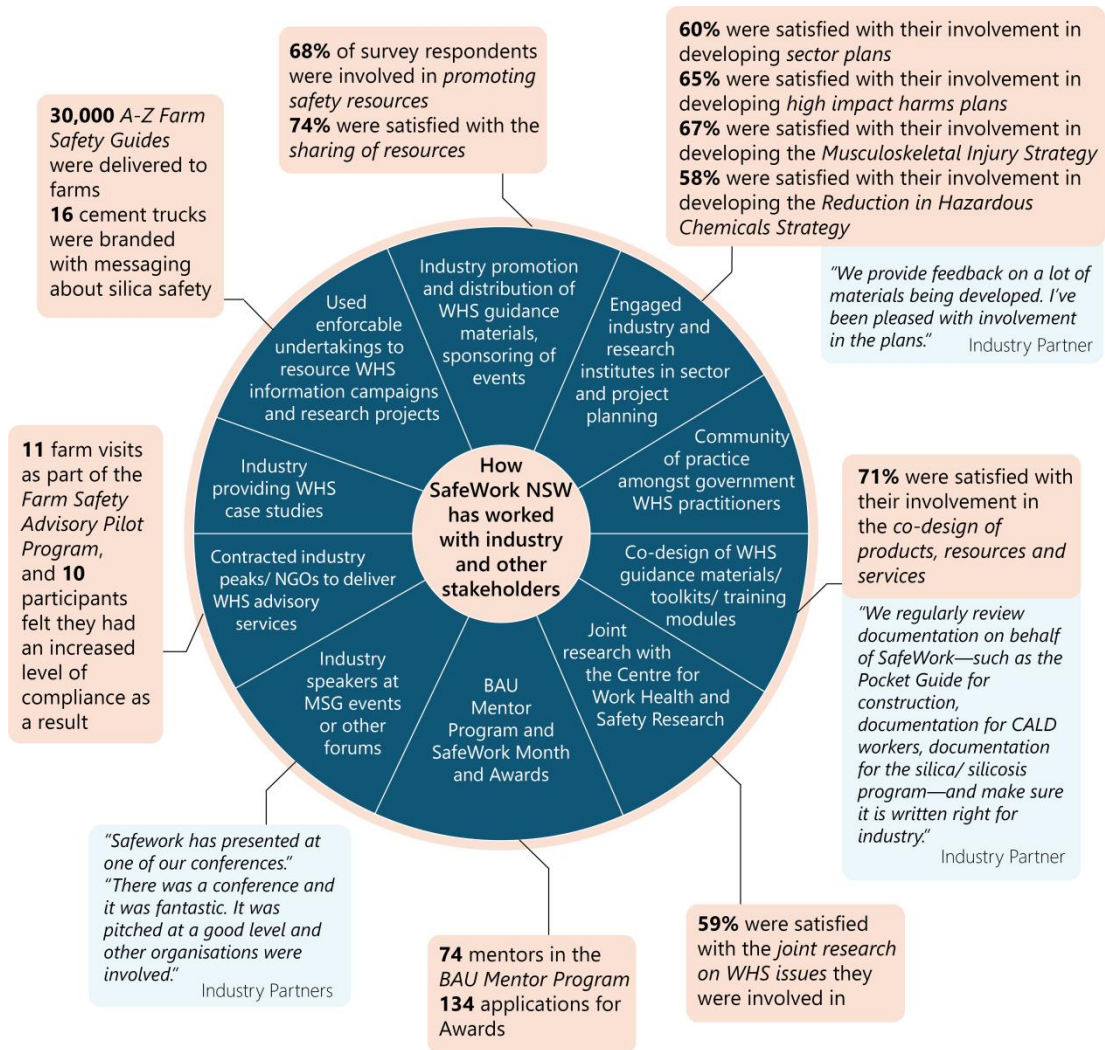 68% of survey respondents
were involved in promoting
safety resources
74% were satisfied with the
sharing of resources
60% were satisfied with their involvement in
developing sector plans
65% were satisfied with their involvement in
developing high impact harms plans
67% were satisfied with their involvement in
developing the Musculoskeletal Injury Strategy
58% were satisfied with their involvement in
developing the Reduction in Hazardous
Chemicals Strategy
"We provide feedback on a lot of
materials being developed. I've
been pleased with involvement
in the plans."
Industry Partner
30,000 A-Z Farm
Safety Guides
were delivered to
farms
16 cement trucks
were branded
with messaging
about silica safety
Used
enforcable
undertakings to
resource WHS
information campaigns
and research projects
Industry promotion
and distribution of
WHS guidance
materials,
sponsoring of
events
Engaged
industry and
research
institutes in sector
and project
planning
Community
of practice
amongst government
WHS practitioners
Co-design of WHS
guidance materials/
toolkits/ training
modules
Joint
research with
the Centre for
Work Health and
Safety Research
BAU
Mentor
Program and
SafeWork Month
and Awards
Industry
speakers at
MSG events
or other
forums
Contracted industry
peaks/ NGOs to deliver
WHS advisory
services
Industry
providing WHS
case studies
How
SafeWork NSW
has worked
with industry
and other
stakeholders
11 farm visits
as part of the
Farm Safety
Advisory Pilot
Program,
and 10
participants
felt they had
an increased
level of
compliance as
a result
71% were satisfied with
their involvement in
the co-design of
products, resources and
services
"We regularly review
documentation on behalf
of SafeWork—such as the
Pocket Guide for
construction,
documentation for CALD
workers, documentation
for the silica/ silicosis
program—and make sure
it is written right for
industry."
Industry Partner
"Safework has presented at
one of our conferences."
"There was a conference and
it was fantastic. It was
pitched at a good level and
other organisations were
involved."
Industry Partners
74 mentors in the
BAU Mentor Program
134 applications for
Awards
59% were satisfied
with the joint research
on WHS issues they
were involved in